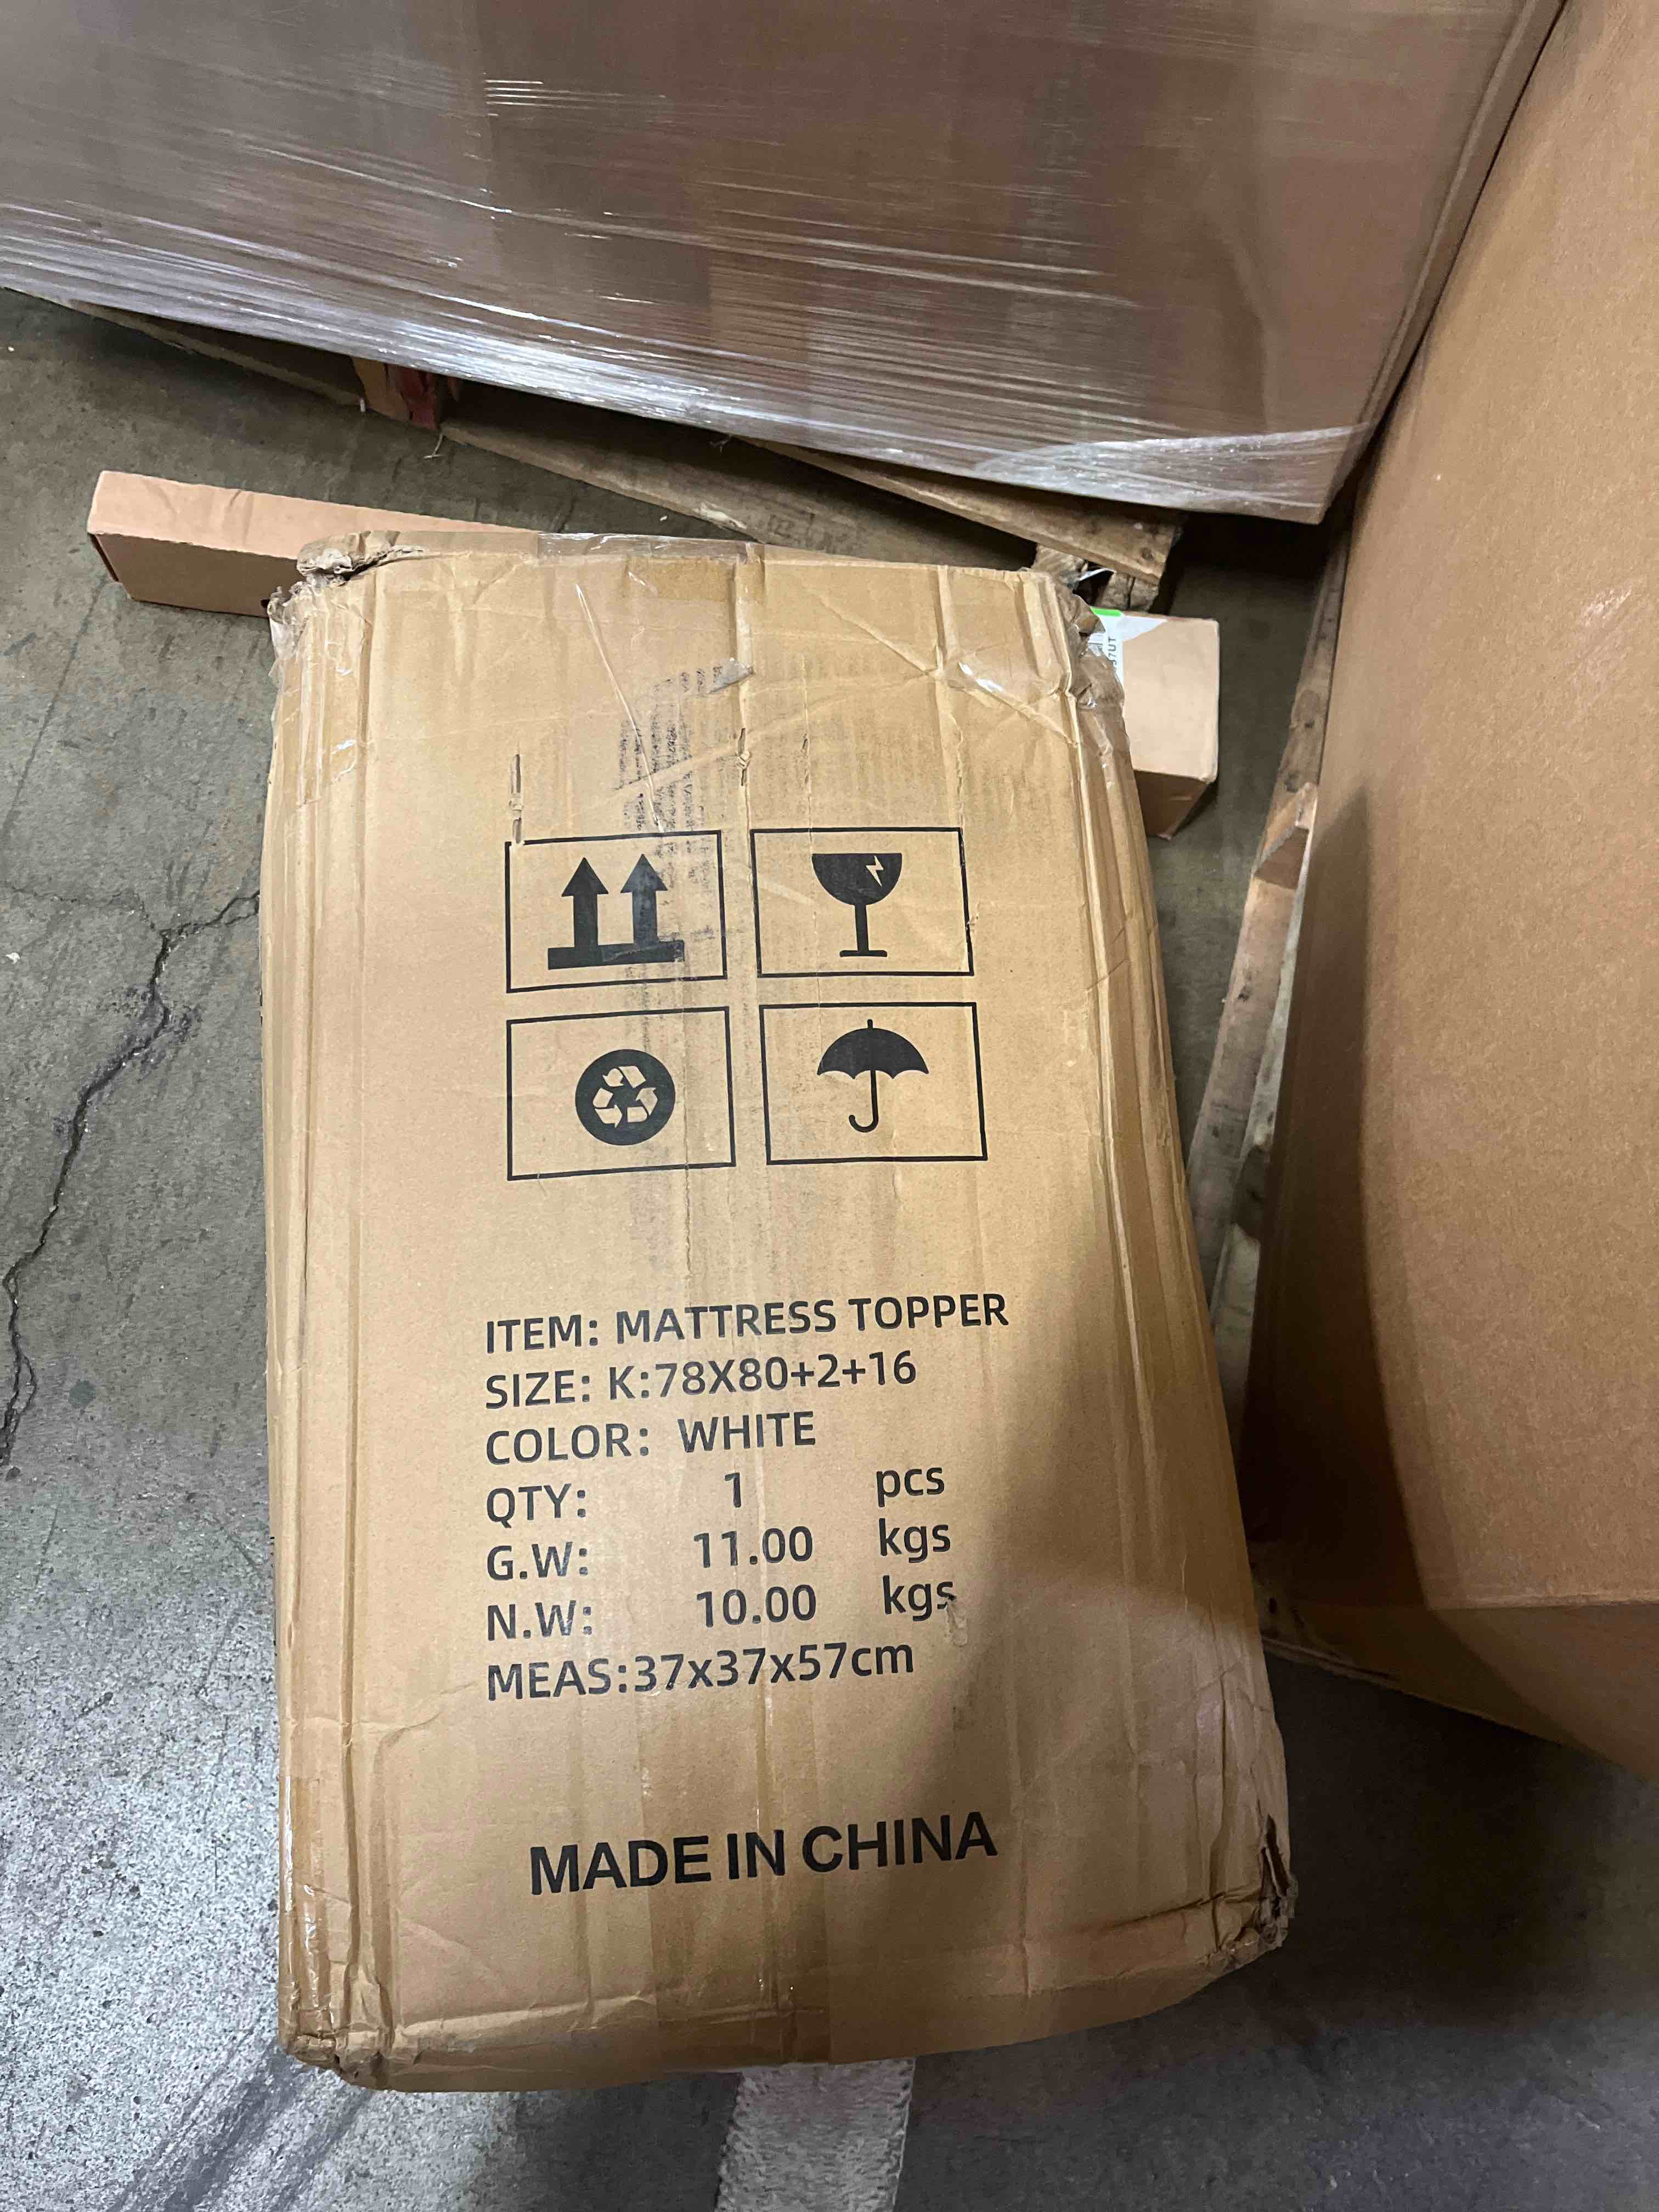 ITEM: MATTRESS TOPPER
SIZE: K:78X80+2+16
COLOR: WHITE
QTY: 1 pcs
G.W: 11.00 kgs
N.W: 10.00 kgs
MEAS:37x37x57cm
MADE IN CHINA